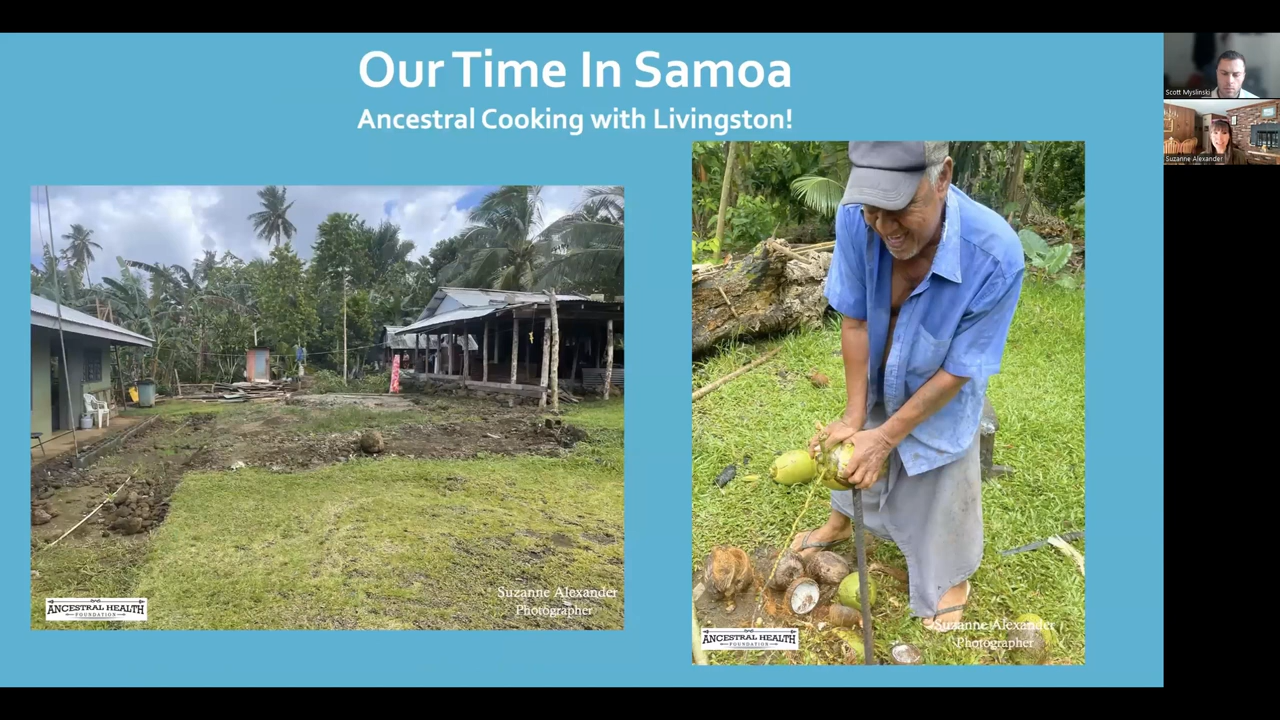 Our Time In Samoa
Ancestral Cooking with Livingston!
Scott Myslinski
Suzanne Alexander
ANCESTRAL HEALTH
FOUNDATION
Suzanne Alexander
Photographer
ANCESTRAL HEALTH
FOUNDATION
Suzanne Alexander
Photographer